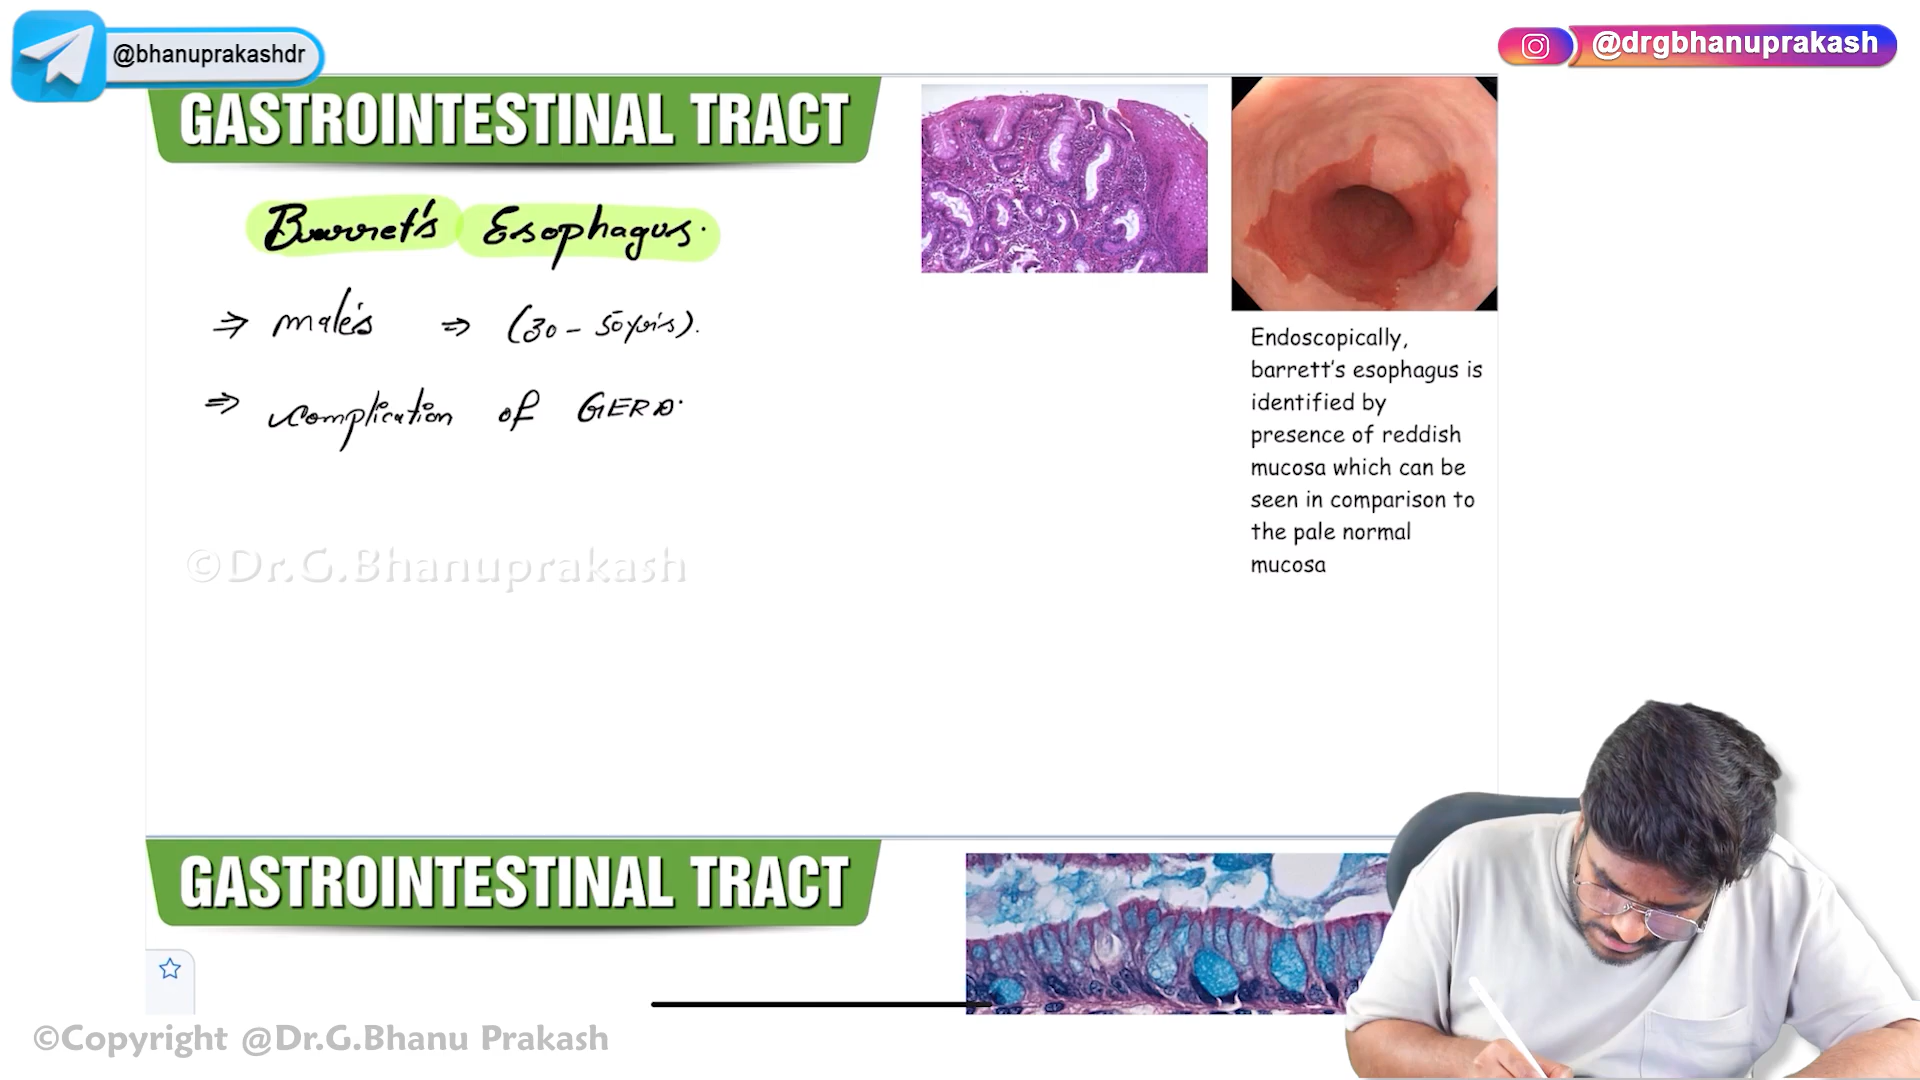 @bhanuprakashdr
@drgbhanuprakash
GASTROINTESTINAL TRACT
Barret's Esophagus.
⇒ males ⇒ (30 - 50yrs).
⇒ Complication of GERD.
Endoscopically,
barrett's esophagus is
identified by
presence of reddish
mucosa which can be
seen in comparison to
the pale normal
mucosa
©Dr.G.Bhanuprakash
GASTROINTESTINAL TRACT
©Copyright @Dr.G.Bhanu Prakash